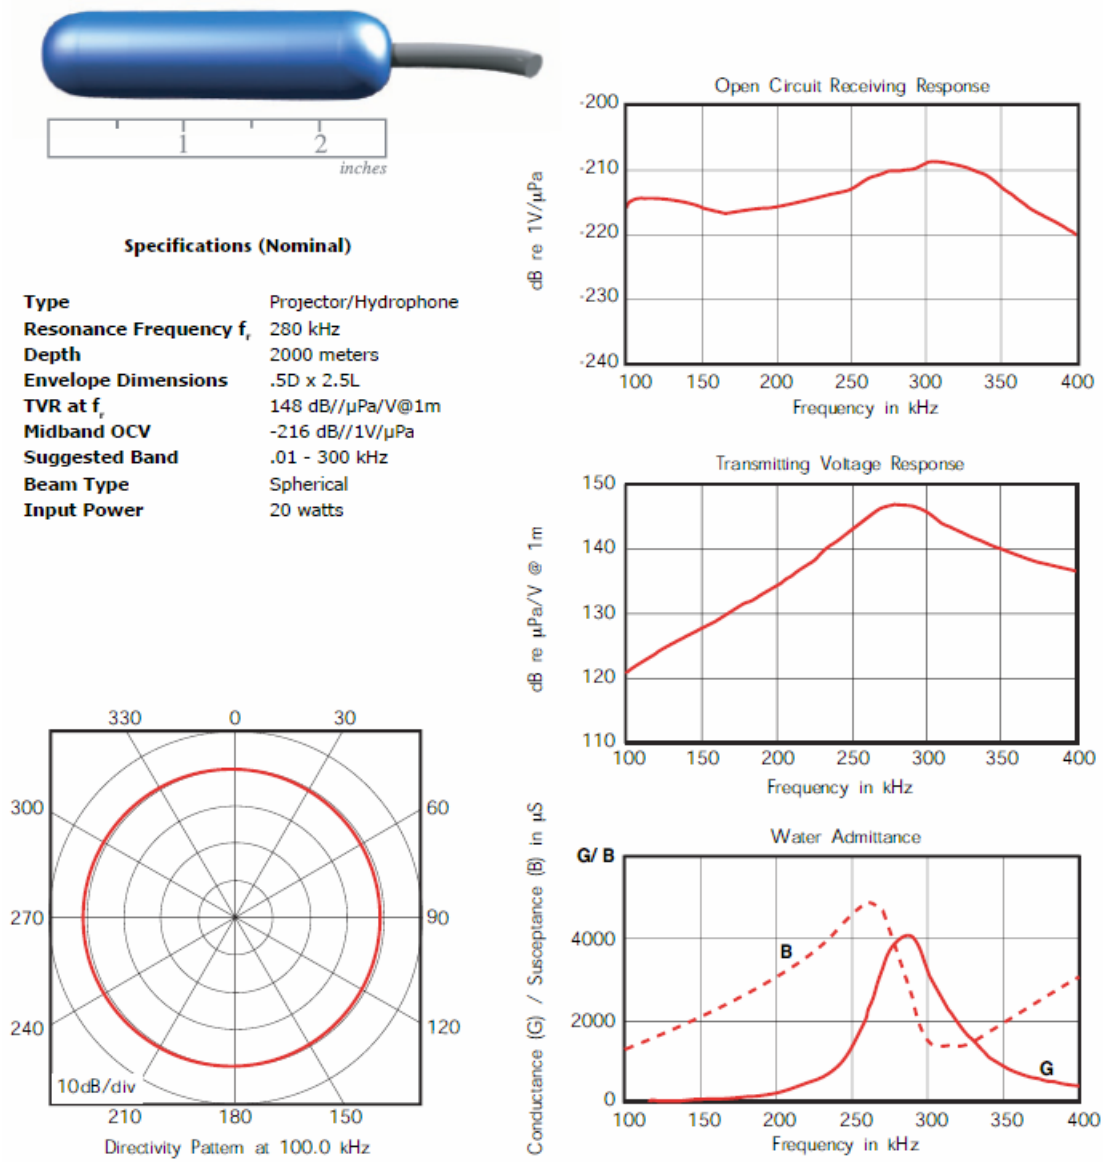 1
2
inches
Specifications (Nominal)
Type Projector/Hydrophone
Resonance Frequency fr 280 kHz
Depth 2000 meters
Envelope Dimensions .5D x 2.5L
TVR at fr 148 dB//µPa/V@1m
Midband OCV -216 dB//1V/µPa
Suggested Band .01 - 300 kHz
Beam Type Spherical
Input Power 20 watts
330 0 30
300 60
270 90
240 120
10dB/div
210 180 150
Directivity Pattern at 100.0 kHz
Open Circuit Receiving Response
dB re 1V/µPa
-200
-210
-220
-230
-240
100 150 200 250 300 350 400
Frequency in kHz
Transmitting Voltage Response
dB re µPa/V @ 1m
150
140
130
120
110
100 150 200 250 300 350 400
Frequency in kHz
Water Admittance
Conductance (G) / Susceptance (B) in µS
G/ B
4000
2000
0
B
G
100 150 200 250 300 350 400
Frequency in kHz